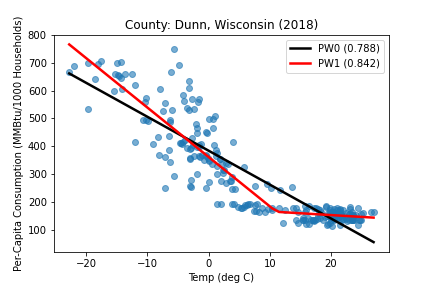 County: Dunn, Wisconsin (2018)
Per-Capita Consumption (MMBtu/1000 Households)
800
700
600
500
400
300
200
100
PW0 (0.788)
PW1 (0.842)
−20 −10 0 10 20
Temp (deg C)